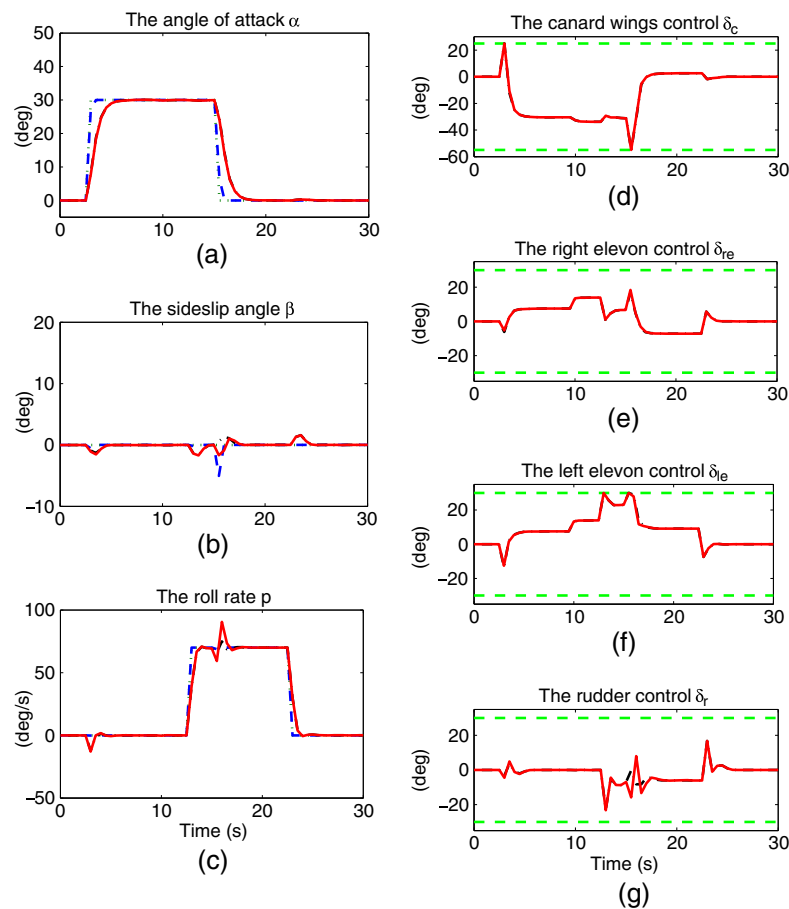 The angle of attack α
50
40
30
20
10
0
(deg)
0 10 20 30
(a)
The sideslip angle β
20
10
0
−10
(deg)
0 10 20 30
(b)
The roll rate p
100
50
0
−50
(deg/s)
0 10 20 30
Time (s)
(c)
The canard wings control δc
20
0
−20
−40
−60
(deg)
0 10 20 30
(d)
The right elevon control δre
20
0
−20
(deg)
0 10 20 30
(e)
The left elevon control δle
20
0
−20
(deg)
0 10 20 30
(f)
The rudder control δr
20
0
−20
(deg)
0 10 20 30
Time (s)
(g)